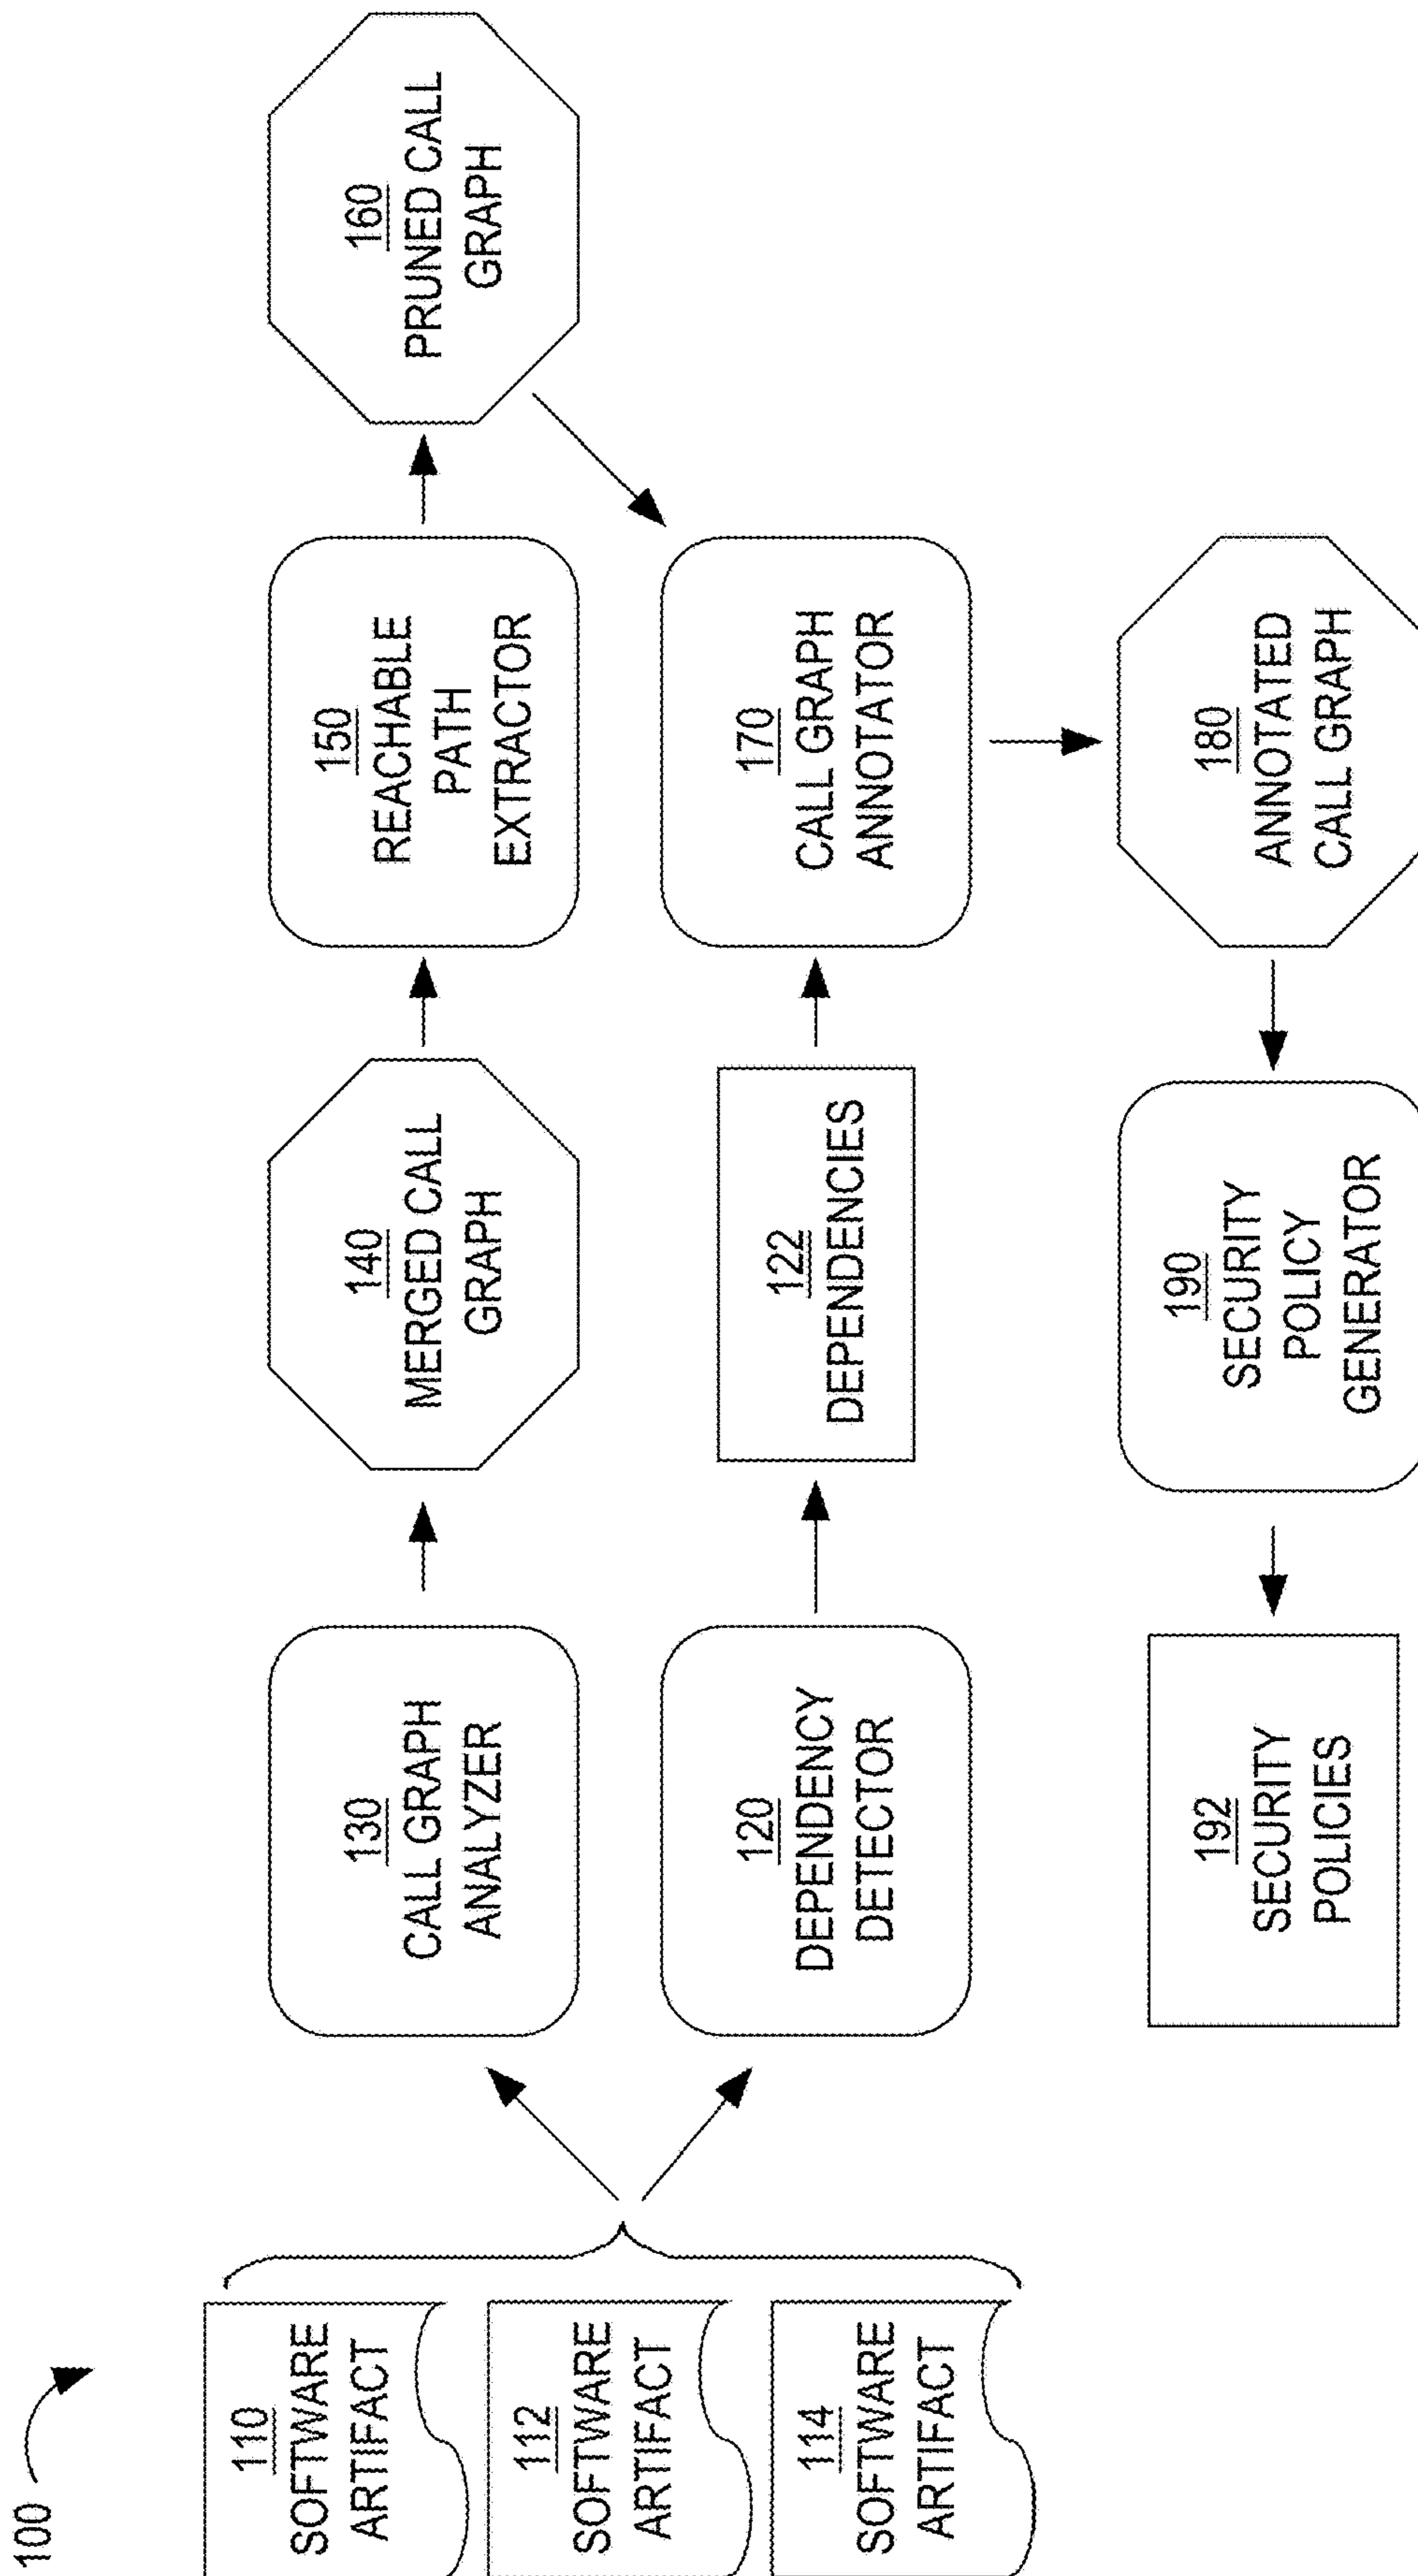 100
110
SOFTWARE
ARTIFACT
112
SOFTWARE
ARTIFACT
114
SOFTWARE
ARTIFACT
130
CALL GRAPH
ANALYZER
140
MERGED CALL
GRAPH
150
REACHABLE
PATH
EXTRACTOR
160
PRUNED CALL
GRAPH
120
DEPENDENCY
DETECTOR
122
DEPENDENCIES
170
CALL GRAPH
ANNOTATOR
180
ANNOTATED
CALL GRAPH
190
SECURITY
POLICY
GENERATOR
192
SECURITY
POLICIES